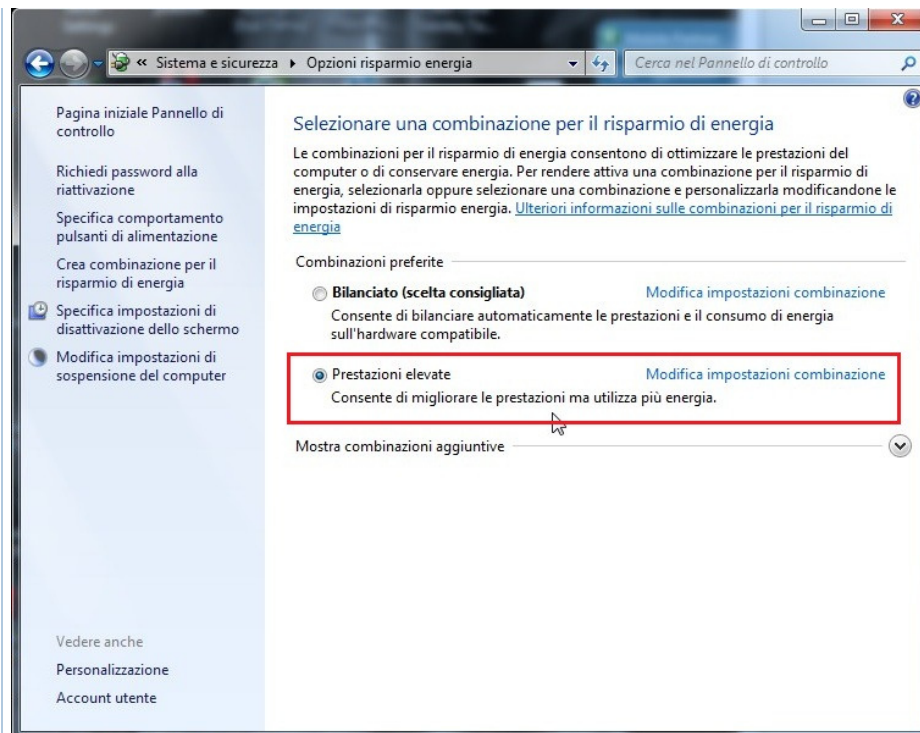 « Sistema e sicurezza ▸ Opzioni risparmio energia
Cerca nel Pannello di controllo
Pagina iniziale Pannello di
controllo
Richiedi password alla
riattivazione
Specifica comportamento
pulsanti di alimentazione
Crea combinazione per il
risparmio di energia
Specifica impostazioni di
disattivazione dello schermo
Modifica impostazioni di
sospensione del computer
Vedere anche
Personalizzazione
Account utente
Selezionare una combinazione per il risparmio di energia
Le combinazioni per il risparmio di energia consentono di ottimizzare le prestazioni del
computer o di conservare energia. Per rendere attiva una combinazione per il risparmio di
energia, selezionarla oppure selezionare una combinazione e personalizzarla modificandone le
impostazioni di risparmio energia. Ulteriori informazioni sulle combinazioni per il risparmio di
energia
Combinazioni preferite
Bilanciato (scelta consigliata) Modifica impostazioni combinazione
Consente di bilanciare automaticamente le prestazioni e il consumo di energia
sull'hardware compatibile.
Prestazioni elevate Modifica impostazioni combinazione
Consente di migliorare le prestazioni ma utilizza più energia.
Mostra combinazioni aggiuntive